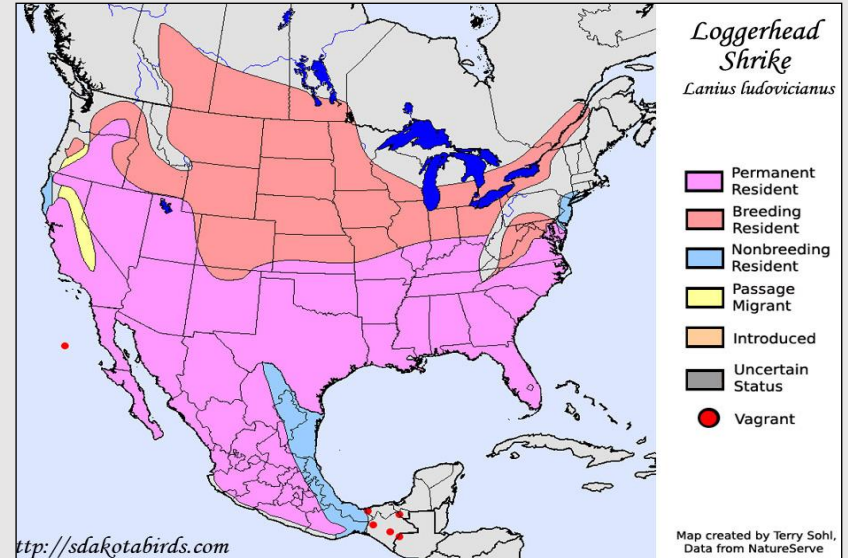 Loggerhead
Shrike
Lanius ludovicianus
Permanent
Resident
Breeding
Resident
Nonbreeding
Resident
Passage
Migrant
Introduced
Uncertain
Status
Vagrant
Map created by Terry Sohl,
Data from NatureServe
ttp://sdakotabirds.com